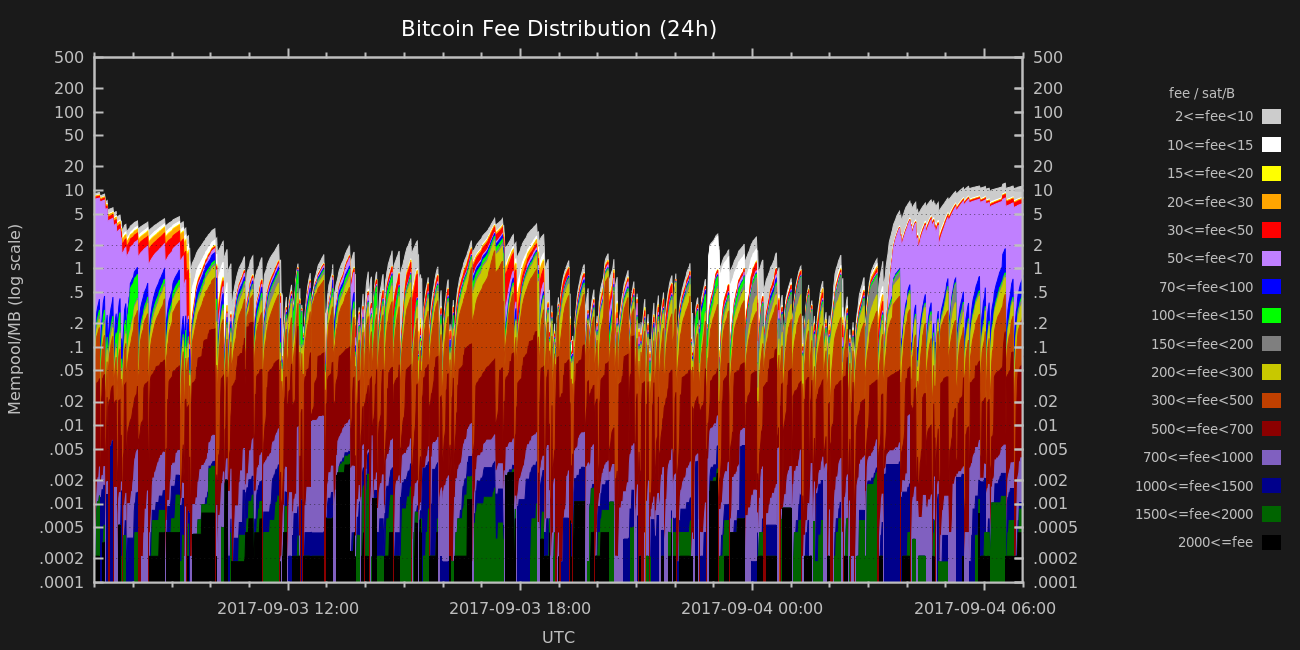 Bitcoin Fee Distribution (24h)
500
200
100
50
20
10
5
2
1
.5
.2
.1
.05
.02
.01
.005
.002
.001
.0005
.0002
.0001
Mempool/MB (log scale)
500
200
100
50
20
10
5
2
1
.5
.2
.1
.05
.02
.01
.005
.002
.001
.0005
.0002
.0001
2017-09-03 12:00
2017-09-03 18:00
2017-09-04 00:00
2017-09-04 06:00
UTC
fee / sat/B
2<=fee<10
10<=fee<15
15<=fee<20
20<=fee<30
30<=fee<50
50<=fee<70
70<=fee<100
100<=fee<150
150<=fee<200
200<=fee<300
300<=fee<500
500<=fee<700
700<=fee<1000
1000<=fee<1500
1500<=fee<2000
2000<=fee